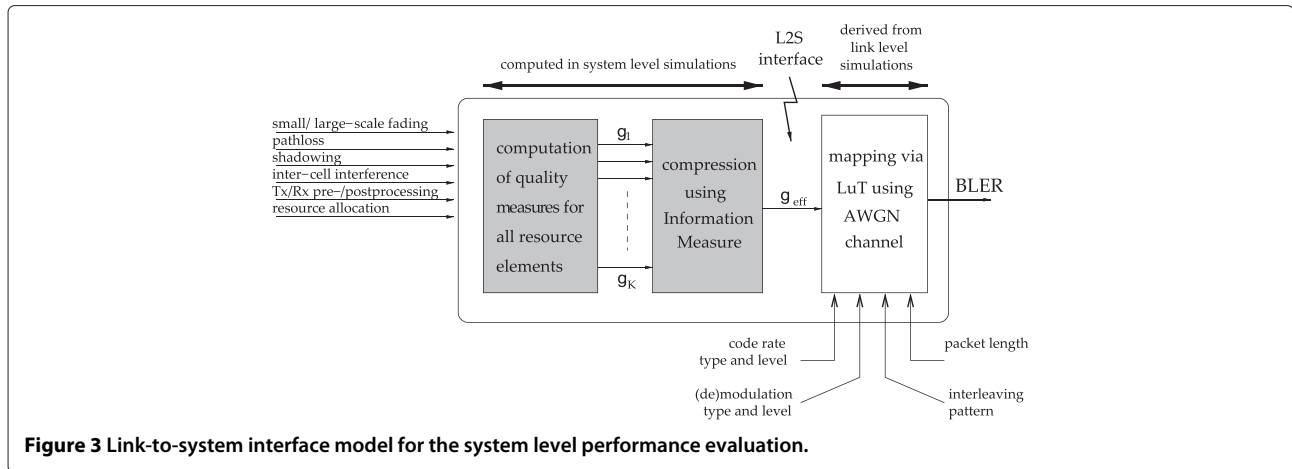 computed in system level simulations
L2S
interface
derived from
link level
simulations
small/ large-scale fading
pathloss
shadowing
inter-cell interference
Tx/Rx pre-/postprocessing
resource allocation
computation
of quality
measures for
all resource
elements
g1
gK
compression
using
Information
Measure
geff
mapping via
LuT using
AWGN
channel
BLER
code rate
type and level
packet length
(de)modulation
type and level
interleaving
pattern
Figure 3 Link-to-system interface model for the system level performance evaluation.